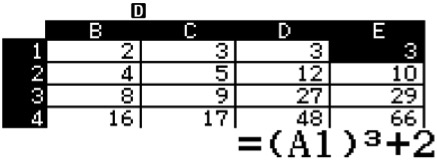 D
B C D E
1 2 3 3 3
2 4 5 12 10
3 8 9 27 29
4 16 17 48 66
=(A1)³+2